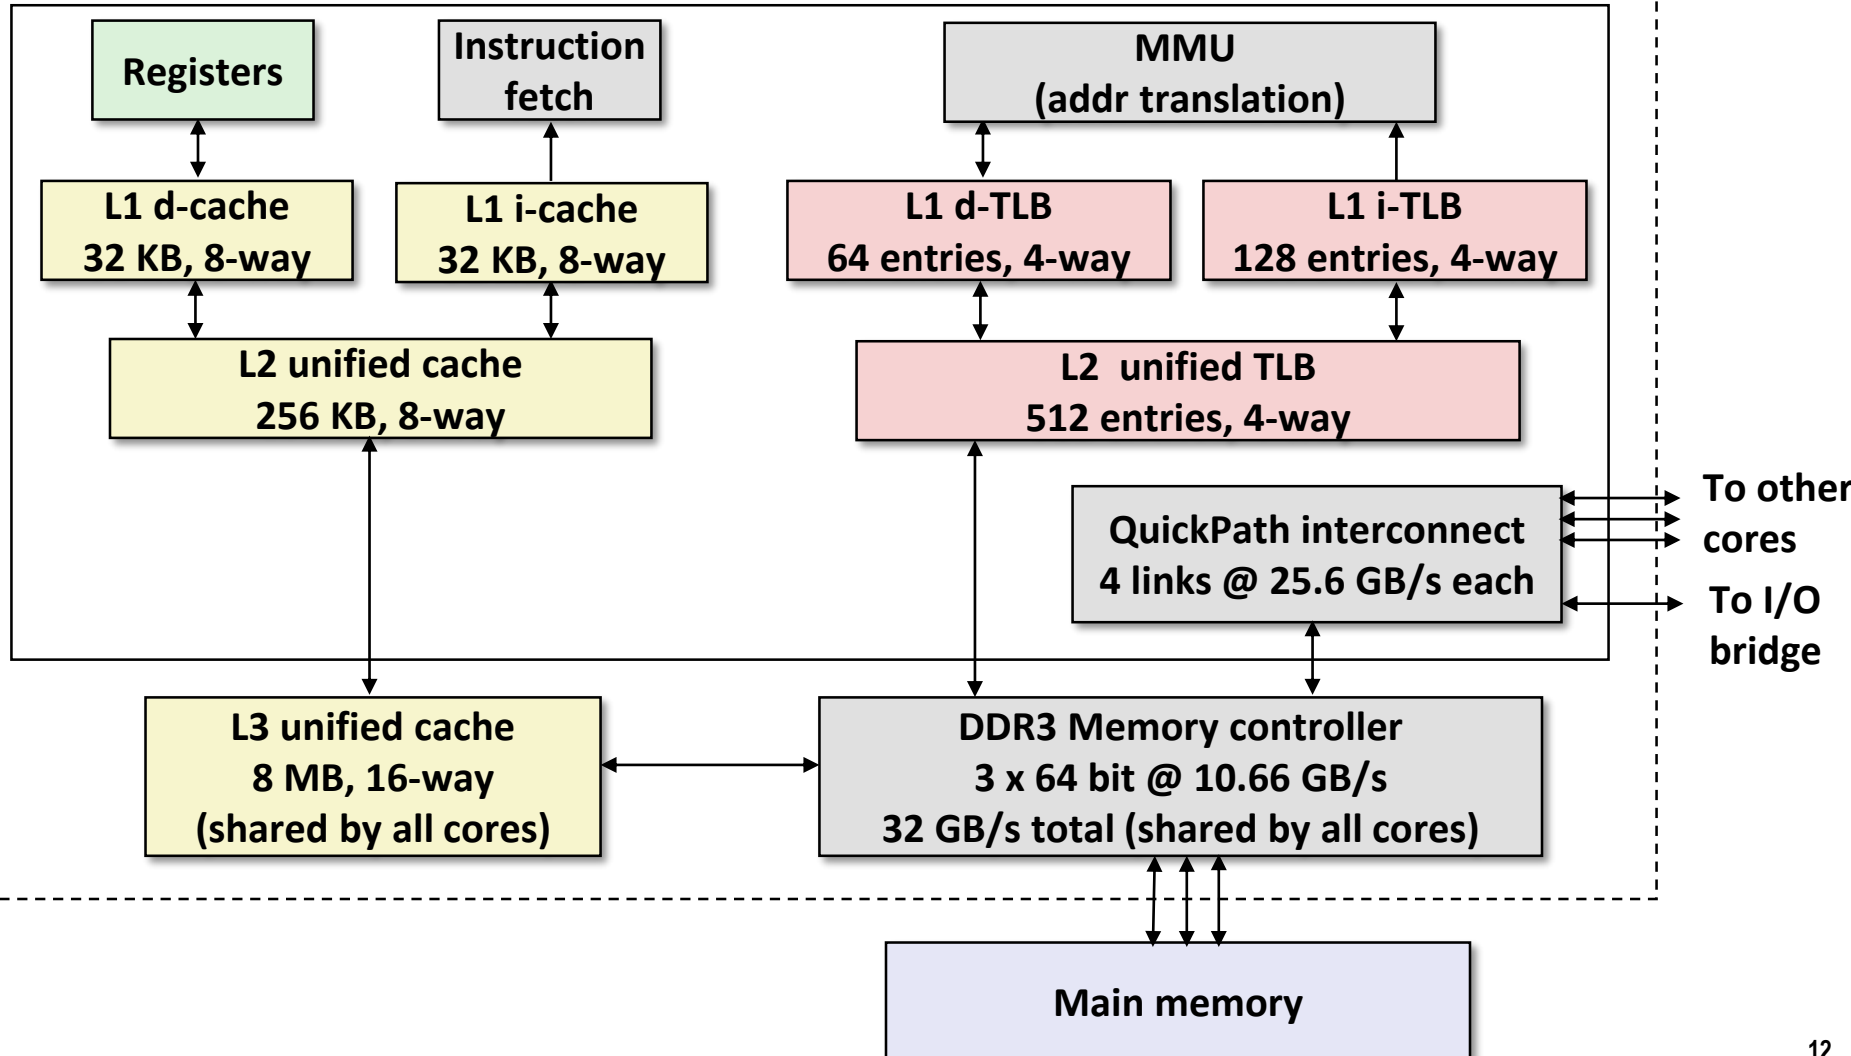 Registers
Instruction
fetch
MMU
(addr translation)
L1 d-cache
32 KB, 8-way
L1 i-cache
32 KB, 8-way
L1 d-TLB
64 entries, 4-way
L1 i-TLB
128 entries, 4-way
L2 unified cache
256 KB, 8-way
L2 unified TLB
512 entries, 4-way
QuickPath interconnect
4 links @ 25.6 GB/s each
To other
cores
To I/O
bridge
L3 unified cache
8 MB, 16-way
(shared by all cores)
DDR3 Memory controller
3 x 64 bit @ 10.66 GB/s
32 GB/s total (shared by all cores)
Main memory
12